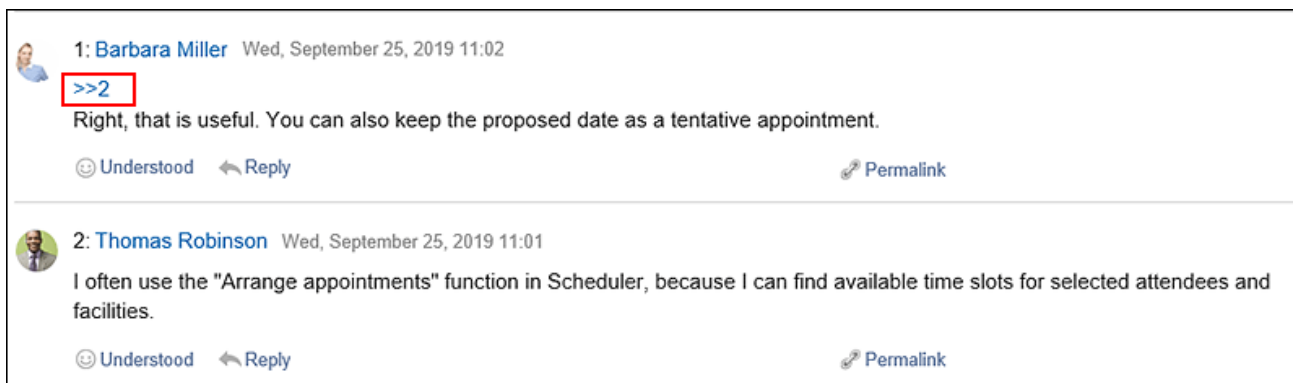 1: Barbara Miller Wed, September 25, 2019 11:02
>>2
Right, that is useful. You can also keep the proposed date as a tentative appointment.
Understood Reply Permalink
2: Thomas Robinson Wed, September 25, 2019 11:01
I often use the "Arrange appointments" function in Scheduler, because I can find available time slots for selected attendees and
facilities.
Understood Reply Permalink